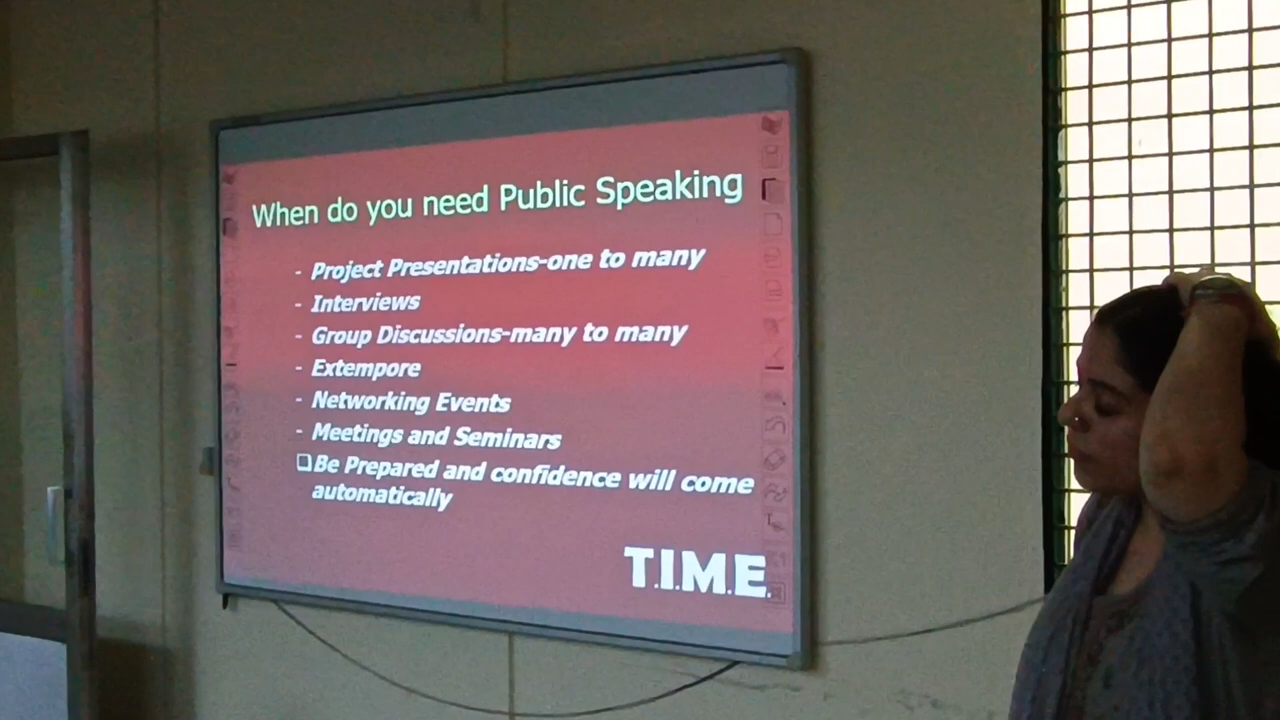 When do you need Public Speaking
- Project Presentations-one to many
- Interviews
- Group Discussions-many to many
- Extempore
- Networking Events
- Meetings and Seminars
❑Be Prepared and confidence will come
automatically
T.I.M.E.